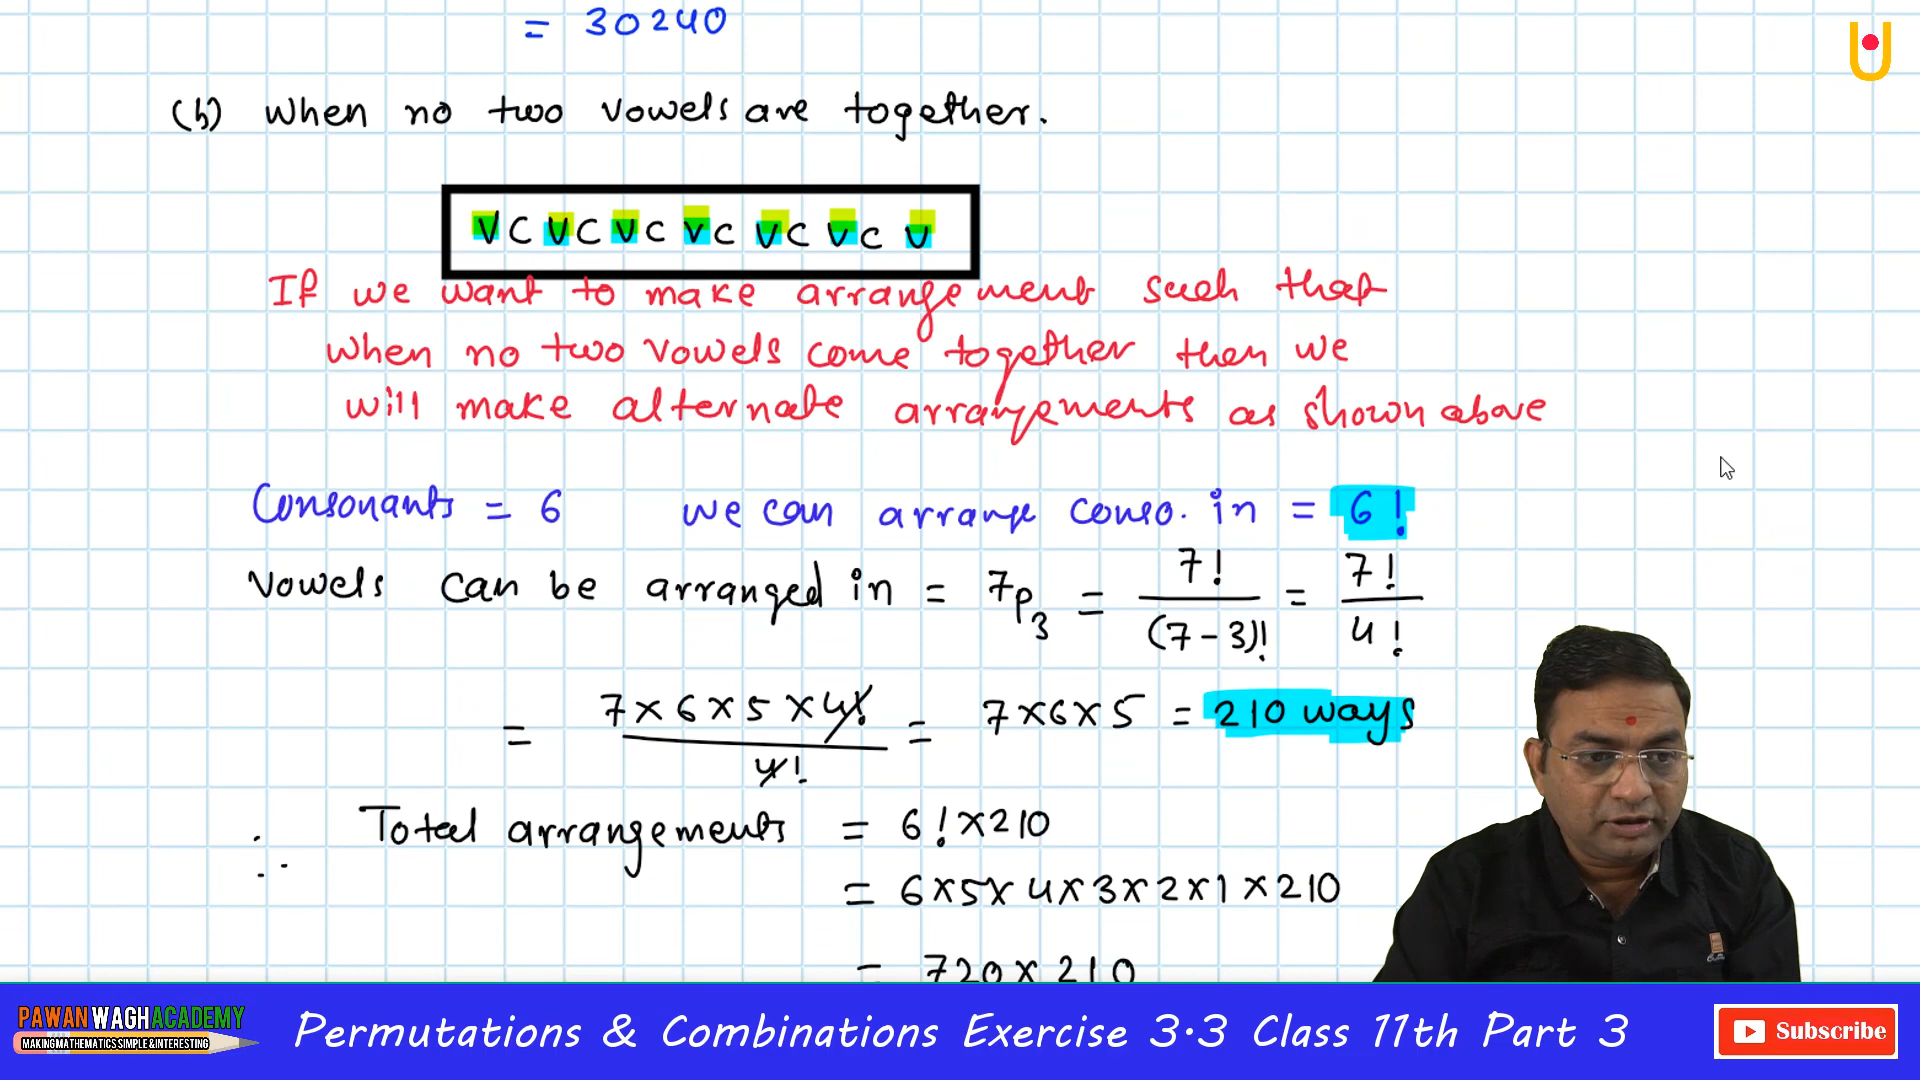 = 30240
(b) when no two vowels are together.
V C V C V C V C V C V C V
If we want to make arrangement such that
when no two vowels come together then we
will make alternate arrangements as shown above
Consonants = 6 we can arrange conso. in = 6!
Vowels can be arranged in = 7P3 = 7!/(7-3)! = 7!/4!
= 7×6×5×4!/4! = 7×6×5 = 210 ways
∴ Total arrangements = 6!×210
= 6×5×4×3×2×1×210
= 720×210
PAWAN WAGH ACADEMY
MAKING MATHEMATICS SIMPLE & INTERESTING
Permutations & Combinations Exercise 3.3 Class 11th Part 3
Subscribe